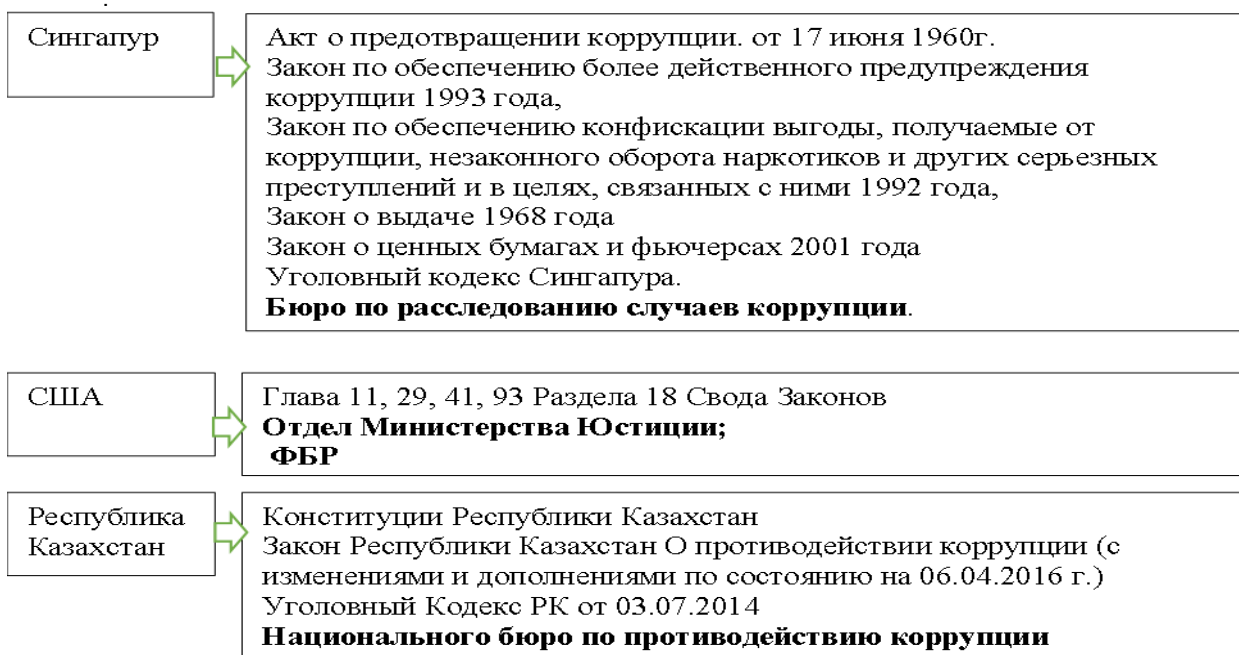 Сингапур
Акт о предотвращении коррупции. от 17 июня 1960г.
Закон по обеспечению более действенного предупреждения
коррупции 1993 года,
Закон по обеспечению конфискации выгоды, получаемые от
коррупции, незаконного оборота наркотиков и других серьезных
преступлений и в целях, связанных с ними 1992 года,
Закон о выдаче 1968 года
Закон о ценных бумагах и фьючерсах 2001 года
Уголовный кодекс Сингапура.
Бюро по расследованию случаев коррупции.
США
Глава 11, 29, 41, 93 Раздела 18 Свода Законов
Отдел Министерства Юстиции;
ФБР
Республика
Казахстан
Конституции Республики Казахстан
Закон Республики Казахстан О противодействии коррупции (с
изменениями и дополнениями по состоянию на 06.04.2016 г.)
Уголовный Кодекс РК от 03.07.2014
Национального бюро по противодействию коррупции